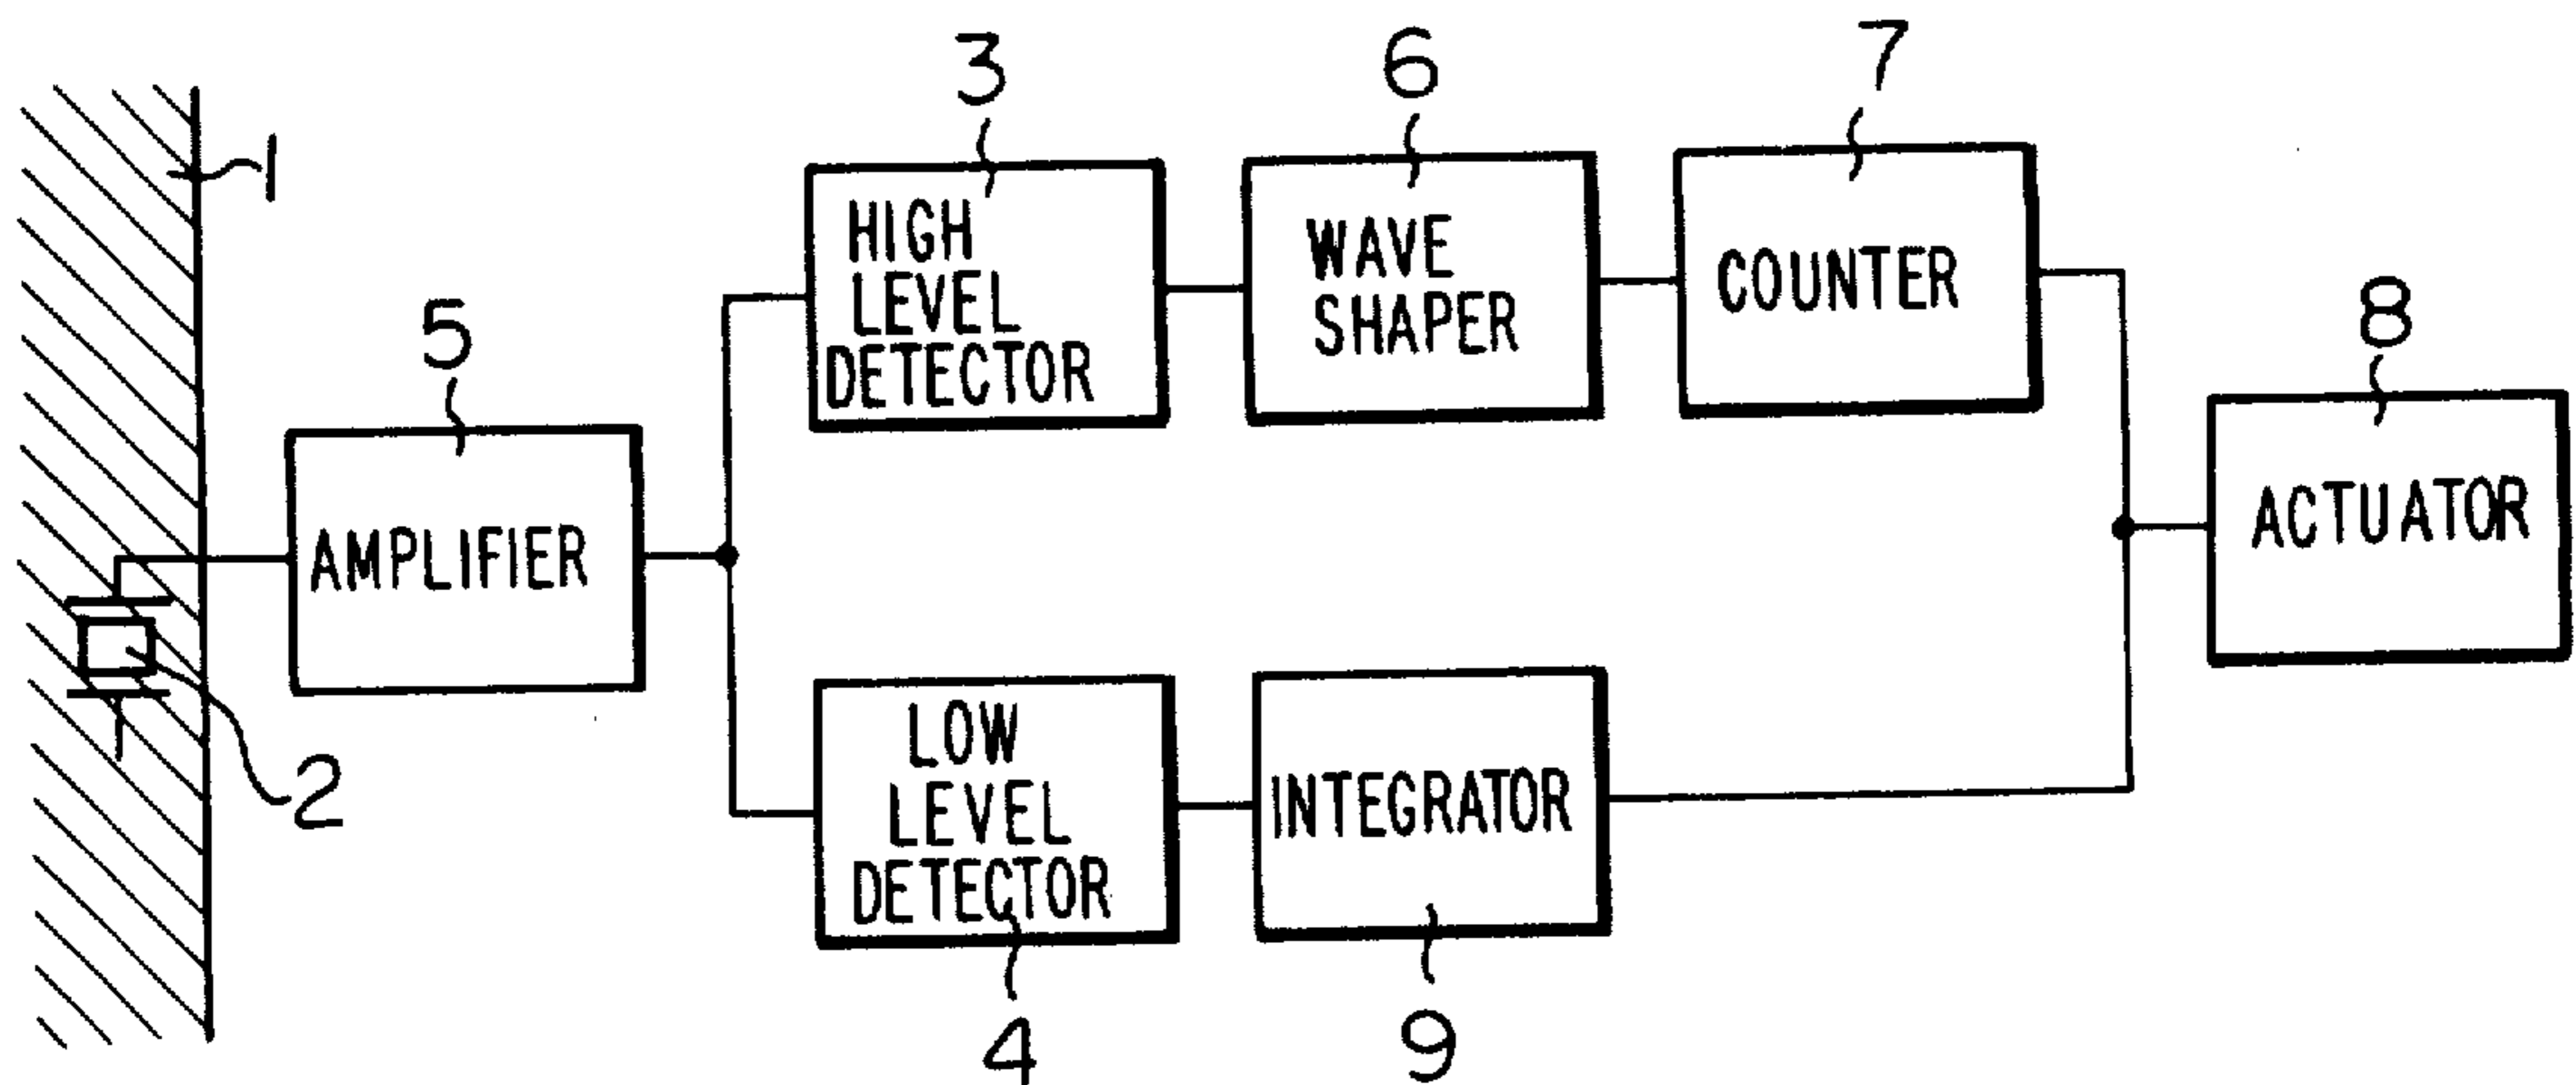 1
2
5
AMPLIFIER
3
HIGH
LEVEL
DETECTOR
6
WAVE
SHAPER
7
COUNTER
8
ACTUATOR
LOW
LEVEL
DETECTOR
4
INTEGRATOR
9